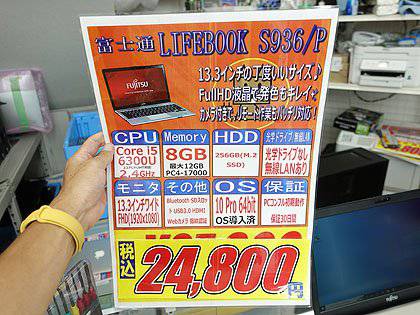 富士通 LIFEBOOK S936/P
13.3インチの丁度いいサイズ♪
FullHD液晶で発色もキレイ☆
カメラ付きで、リモート作業もバッチリ対応!
FUJITSU
CPU Memory HDD 光学ドライブ 無線LAN
Core i5
6300U
2.4GHz
8GB
最大12GB
PC4-17000
256GB(M.2
SSD)
光学ドライブなし
無線LANあり
モニタ その他 OS 保証
13.3インチワイド
FHD(1920x1080)
Bluetooth SDスロッ
ト USB3.0 HDMI
Webカメラ 指紋認証
10 Pro 64bit
OS導入済
PCコンフル初期動作
保証30日間
税込
24,800
円